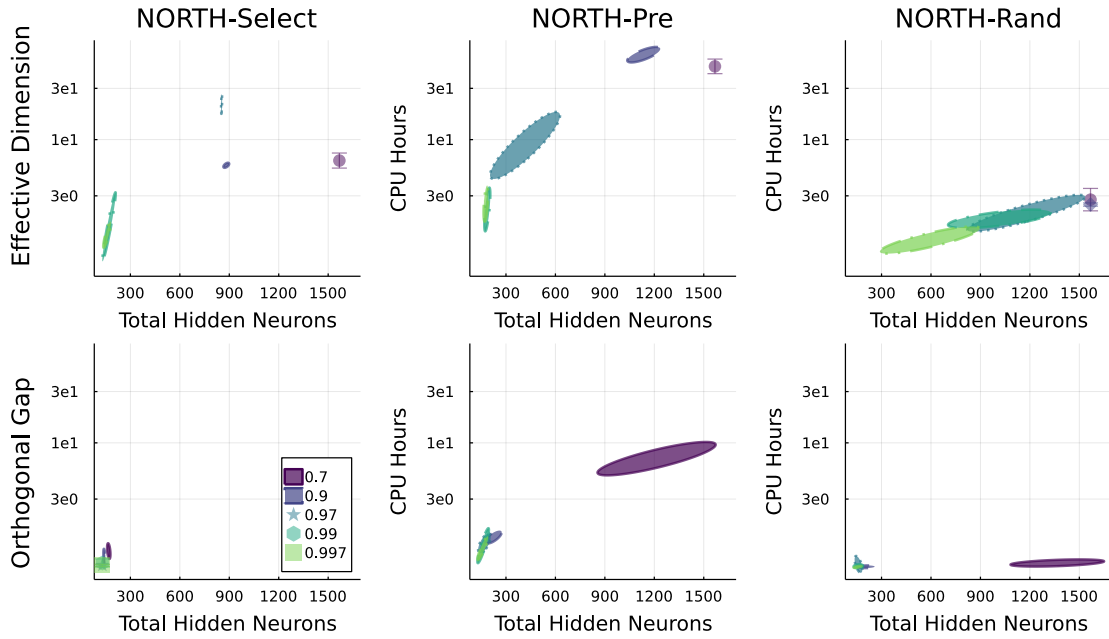 NORTH-Select NORTH-Pre NORTH-Rand
Effective Dimension
3e1
1e1
3e0
300 600 900 1200 1500
Total Hidden Neurons
CPU Hours
3e1
1e1
3e0
300 600 900 1200 1500
Total Hidden Neurons
CPU Hours
3e1
1e1
3e0
300 600 900 1200 1500
Total Hidden Neurons
Orthogonal Gap
3e1
1e1
3e0
300 600 900 1200 1500
Total Hidden Neurons
0.7
0.9
0.97
0.99
0.997
CPU Hours
3e1
1e1
3e0
300 600 900 1200 1500
Total Hidden Neurons
CPU Hours
3e1
1e1
3e0
300 600 900 1200 1500
Total Hidden Neurons